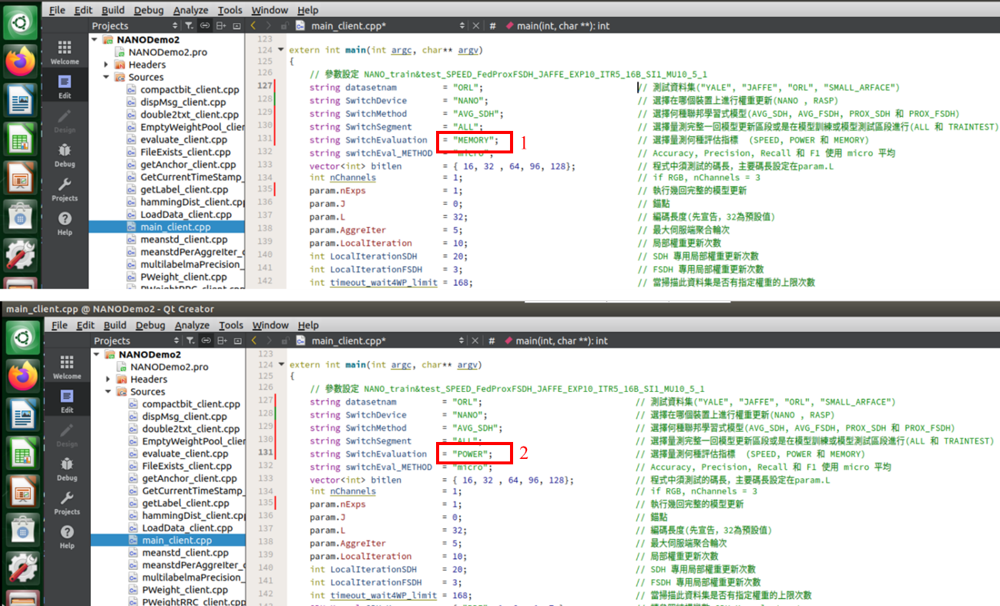 File Edit Build Debug Analyze Tools Window Help
Projects main_client.cpp* # main(int, char **): int
Welcome
Edit
Design
Debug
Projects
Help
NANODemo2
NANODemo2.pro
Headers
Sources
compactbit_client.cpp
dispMsg_client.cpp
double2txt_client.cpp
EmptyWeightPool_clier
evaluate_client.cpp
FileExists_client.cpp
getAnchor_client.cpp
GetCurrentTimeStamp_
getLabel_client.cpp
hammingDist_client.cpp
LoadData_client.cpp
main_client.cpp
meanstd_client.cpp
meanstdPerAggreIter_c
multilabelmaPrecision_
PWeight_client.cpp
PWeightRRC_client.cpp
123
124 extern int main(int argc, char** argv)
125 {
126 // 參數設定 NANO_train&test_SPEED_FedProxFSDH_JAFFE_EXP10_ITR5_16B_SI1_MU10_5_1
127 string datasetnam = "ORL"; // 測試資料集("YALE", "JAFFE", "ORL", "SMALL_ARFACE")
128 string SwitchDevice = "NANO"; // 選擇在哪個裝置上進行權重更新(NANO , RASP)
129 string SwitchMethod = "AVG_SDH"; // 選擇何種聯邦學習式模型(AVG_SDH, AVG_FSDH, PROX_SDH 和 PROX_FSDH)
130 string SwitchSegment = "ALL"; // 選擇量測完整一回模型更新區段或是在模型訓練或模型測試區段進行(ALL 和 TRAINTEST)
131 string SwitchEvaluation = "MEMORY"; 1 // 選擇量測何種評估指標 (SPEED, POWER 和 MEMORY)
132 string switchEval_METHOD = "micro"; // Accuracy, Precision, Recall 和 F1 使用 micro 平均
133 vector<int> bitlen = { 16, 32 , 64, 96, 128}; // 程式中須測試的碼長，主要碼長設定在param.L
134 int nChannels = 1; // if RGB, nChannels = 3
135 param.nExps = 1; // 執行幾回完整的模型更新
136 param.J = 0; // 錨點
137 param.L = 32; // 編碼長度(先宣告，32為預設值)
138 param.AggreIter = 5; // 最大伺服端聚合輪次
139 param.LocalIteration = 10; // 局部權重更新次數
140 int LocalIterationSDH = 20; // SDH 專用局部權重更新次數
141 int LocalIterationFSDH = 3; // FSDH 專用局部權重更新次數
142 int timeout_wait4WP_limit = 168; // 當掃描此資料集是否有指定權重的上限次數
main_client.cpp @ NANODemo2 - Qt Creator
File Edit Build Debug Analyze Tools Window Help
Projects main_client.cpp* # main(int, char **): int
Welcome
Edit
Design
Debug
Projects
Help
NANODemo2
NANODemo2.pro
Headers
Sources
compactbit_client.cpp
dispMsg_client.cpp
double2txt_client.cpp
EmptyWeightPool_clier
evaluate_client.cpp
FileExists_client.cpp
getAnchor_client.cpp
GetCurrentTimeStamp_
getLabel_client.cpp
hammingDist_client.cpp
LoadData_client.cpp
main_client.cpp
meanstd_client.cpp
meanstdPerAggreIter_c
multilabelmaPrecision_
PWeight_client.cpp
PWeightRRC_client.cpp
123
124 extern int main(int argc, char** argv)
125 {
126 // 參數設定 NANO_train&test_SPEED_FedProxFSDH_JAFFE_EXP10_ITR5_16B_SI1_MU10_5_1
127 string datasetnam = "ORL"; // 測試資料集("YALE", "JAFFE", "ORL", "SMALL_ARFACE")
128 string SwitchDevice = "NANO"; // 選擇在哪個裝置上進行權重更新(NANO , RASP)
129 string SwitchMethod = "AVG_SDH"; // 選擇何種聯邦學習式模型(AVG_SDH, AVG_FSDH, PROX_SDH 和 PROX_FSDH)
130 string SwitchSegment = "ALL"; // 選擇量測完整一回模型更新區段或是在模型訓練或模型測試區段進行(ALL 和 TRAINTEST)
131 string SwitchEvaluation = "POWER"; 2 // 選擇量測何種評估指標 (SPEED, POWER 和 MEMORY)
132 string switchEval_METHOD = "micro"; // Accuracy, Precision, Recall 和 F1 使用 micro 平均
133 vector<int> bitlen = { 16, 32 , 64, 96, 128}; // 程式中須測試的碼長，主要碼長設定在param.L
134 int nChannels = 1; // if RGB, nChannels = 3
135 param.nExps = 1; // 執行幾回完整的模型更新
136 param.J = 0; // 錨點
137 param.L = 32; // 編碼長度(先宣告，32為預設值)
138 param.AggreIter = 5; // 最大伺服端聚合輪次
139 param.LocalIteration = 10; // 局部權重更新次數
140 int LocalIterationSDH = 20; // SDH 專用局部權重更新次數
141 int LocalIterationFSDH = 3; // FSDH 專用局部權重更新次數
142 int timeout_wait4WP_limit = 168; // 當掃描此資料集是否有指定權重的上限次數